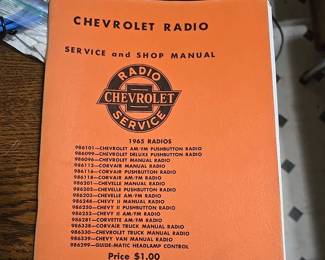 CHEVROLET RADIO
SERVICE and SHOP MANUAL
RADIO
CHEVROLET
SERVICE
1965 RADIOS
986101—CHEVROLET AM-FM PUSHBUTTON RADIO
986099—CHEVROLET DELUXE PUSHBUTTON RADIO
986096—CHEVROLET MANUAL RADIO
986112—CORVAIR MANUAL RADIO
986116—CORVAIR PUSHBUTTON RADIO
986118—CORVAIR AM/FM RADIO
986201—CHEVELLE MANUAL RADIO
986202—CHEVELLE PUSHBUTTON RADIO
986203—CHEVELLE AM/FM RADIO
986248—CHEVY II MANUAL RADIO
986250—CHEVY II PUSHBUTTON RADIO
986252—CHEVY II AM/FM RADIO
986281—CORVETTE AM/FM RADIO
986328—CORVAIR TRUCK MANUAL RADIO
986330—CHEVROLET TRUCK MANUAL RADIO
986339—CHEVY VAN MANUAL RADIO
986299—GUIDE-MATIC HEADLAMP CONTROL
Price $1.00